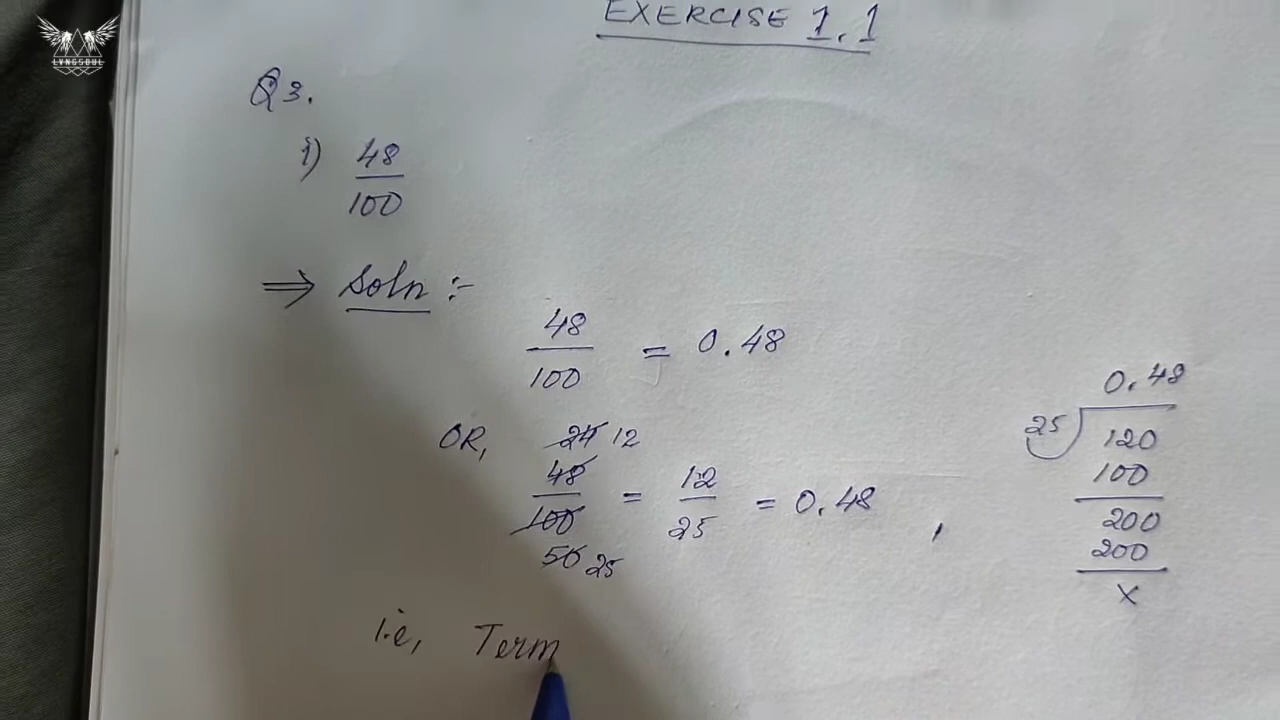 LVNGSOUL
EXERCISE 1.1
Q3.
i) 48
100
⇒ Soln :-
48
100
= 0.48
OR,
24 12
48
100
50 25
=
12
25
= 0.48 ,
0.48
25) 120
100
200
200
x
i.e, Term